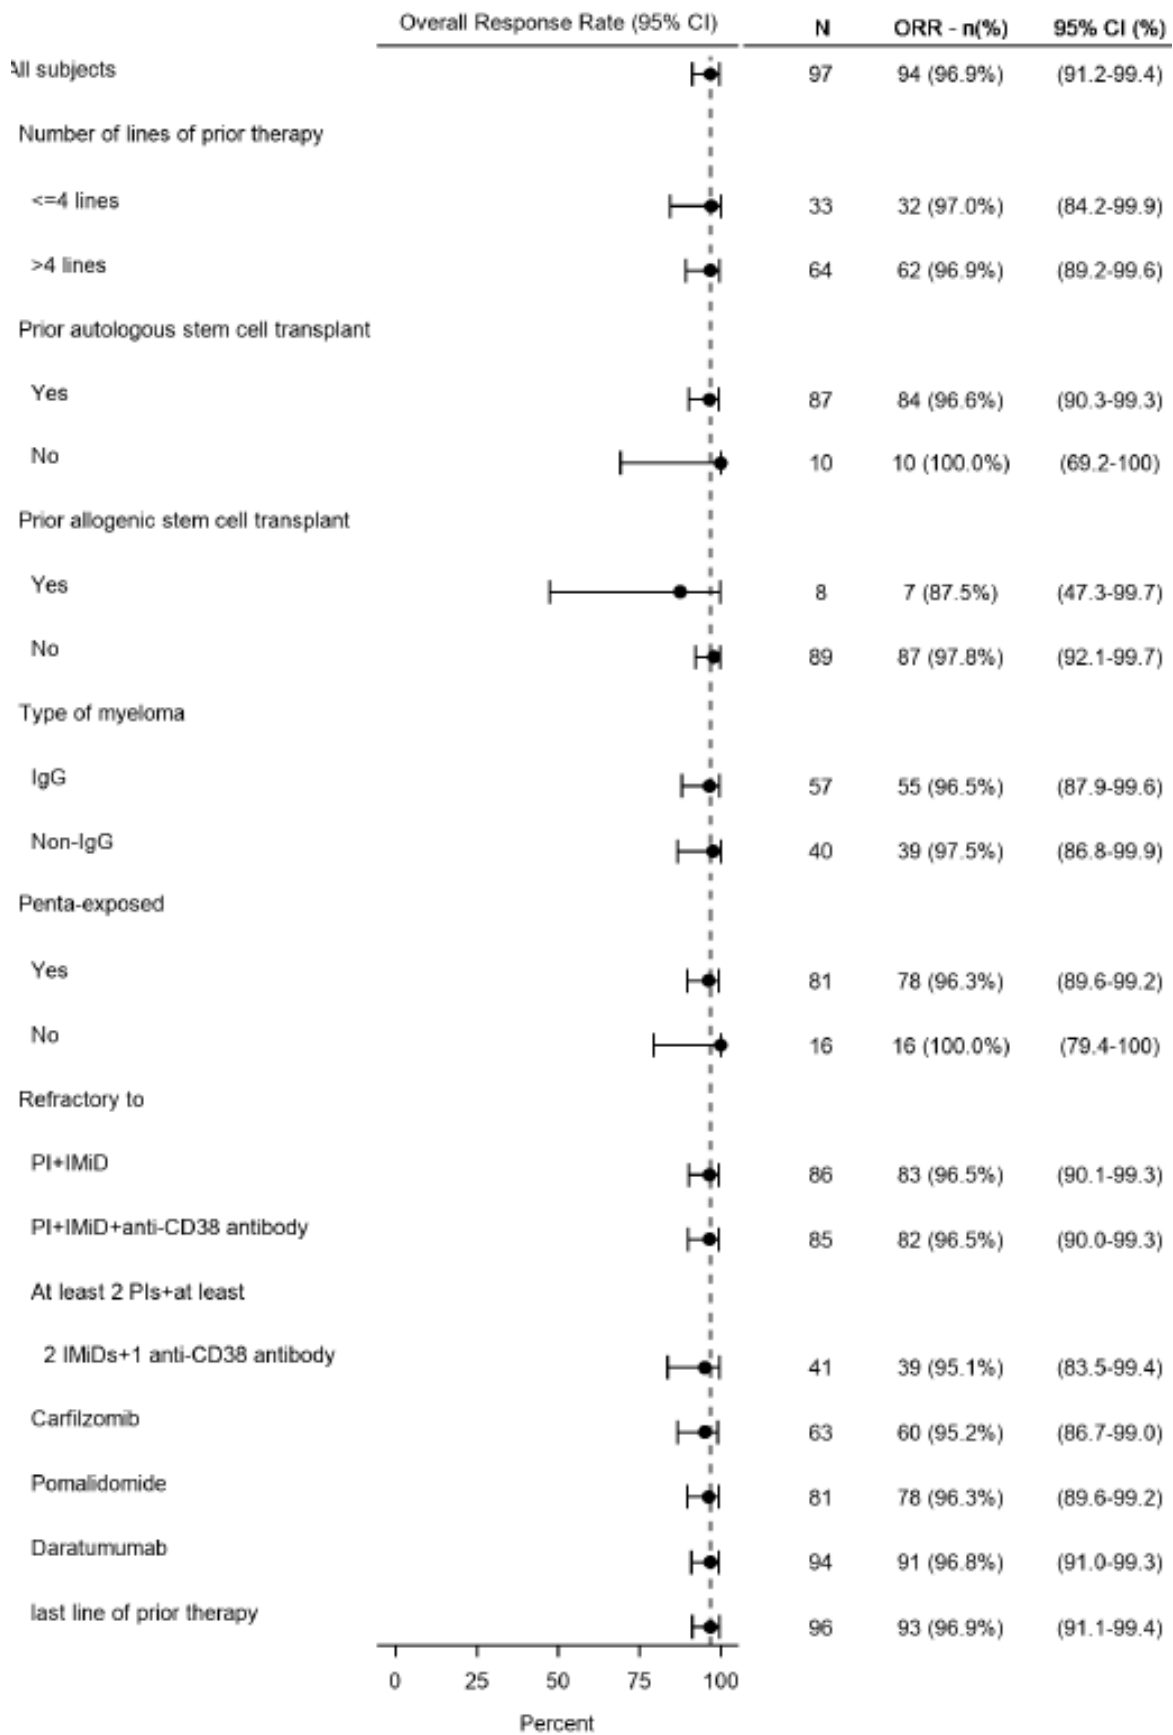 Overall Response Rate (95% CI) N ORR - n(%) 95% CI (%)
All subjects 97 94 (96.9%) (91.2-99.4)
Number of lines of prior therapy
<=4 lines 33 32 (97.0%) (84.2-99.9)
>4 lines 64 62 (96.9%) (89.2-99.6)
Prior autologous stem cell transplant
Yes 87 84 (96.6%) (90.3-99.3)
No 10 10 (100.0%) (69.2-100)
Prior allogenic stem cell transplant
Yes 8 7 (87.5%) (47.3-99.7)
No 89 87 (97.8%) (92.1-99.7)
Type of myeloma
IgG 57 55 (96.5%) (87.9-99.6)
Non-IgG 40 39 (97.5%) (86.8-99.9)
Penta-exposed
Yes 81 78 (96.3%) (89.6-99.2)
No 16 16 (100.0%) (79.4-100)
Refractory to
PI+IMiD 86 83 (96.5%) (90.1-99.3)
PI+IMiD+anti-CD38 antibody 85 82 (96.5%) (90.0-99.3)
At least 2 PIs+at least
2 IMiDs+1 anti-CD38 antibody 41 39 (95.1%) (83.5-99.4)
Carfilzomib 63 60 (95.2%) (86.7-99.0)
Pomalidomide 81 78 (96.3%) (89.6-99.2)
Daratumumab 94 91 (96.8%) (91.0-99.3)
last line of prior therapy 96 93 (96.9%) (91.1-99.4)
0 25 50 75 100
Percent